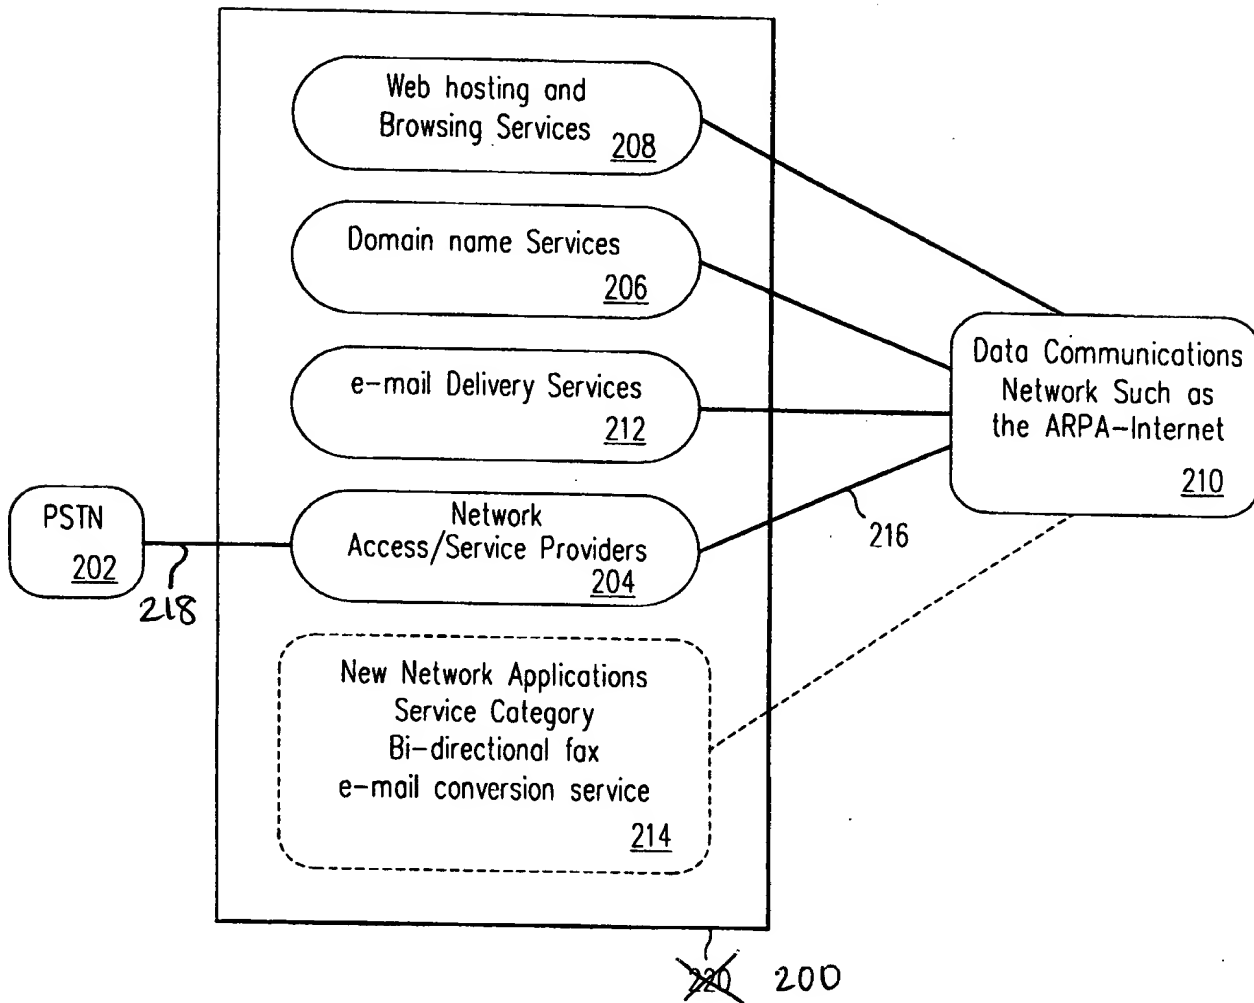 Web hosting and
Browsing Services
208
Domain name Services
206
e-mail Delivery Services
212
Data Communications
Network Such as
the ARPA-Internet
210
PSTN
202
218
Network
Access/Service Providers
204
216
New Network Applications
Service Category
Bi-directional fax
e-mail conversion service
214
220 200